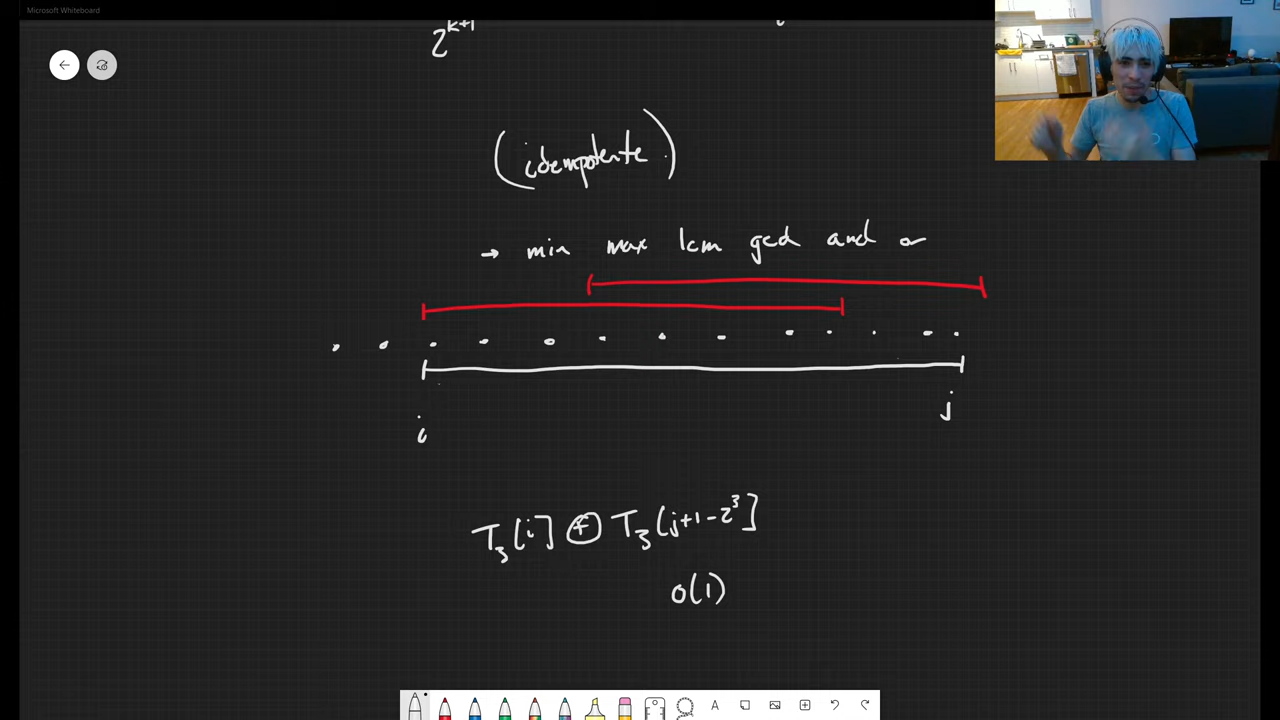 Microsoft Whiteboard
2^{k+1}
(idempotente)
→ min max lcm gcd and or
i j
T_3[i] ⊕ T_3[j+1-2^3]
O(1)
A